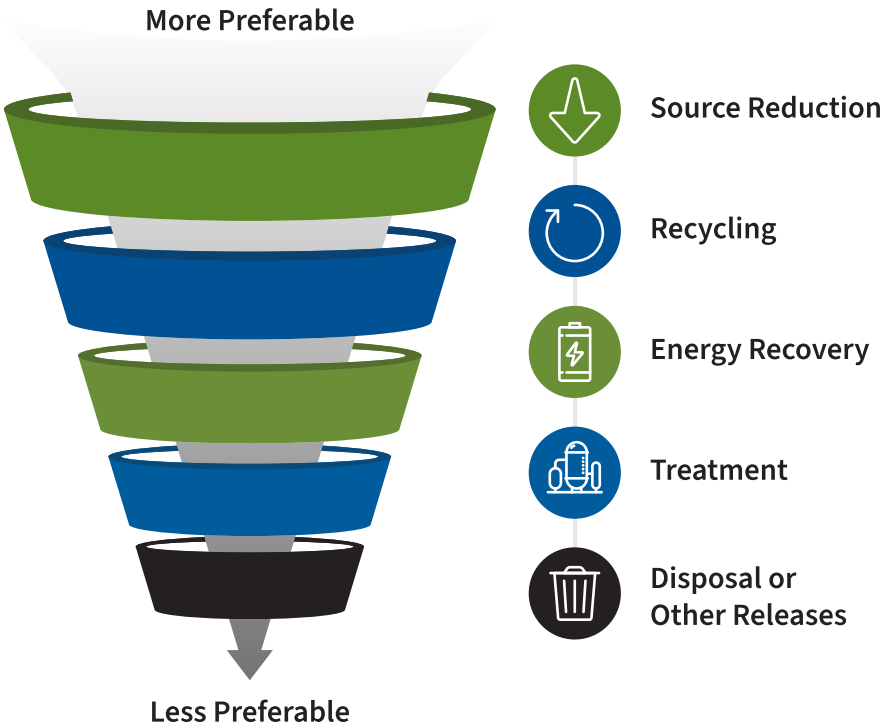 More Preferable
Source Reduction
Recycling
Energy Recovery
Treatment
Disposal or
Other Releases
Less Preferable